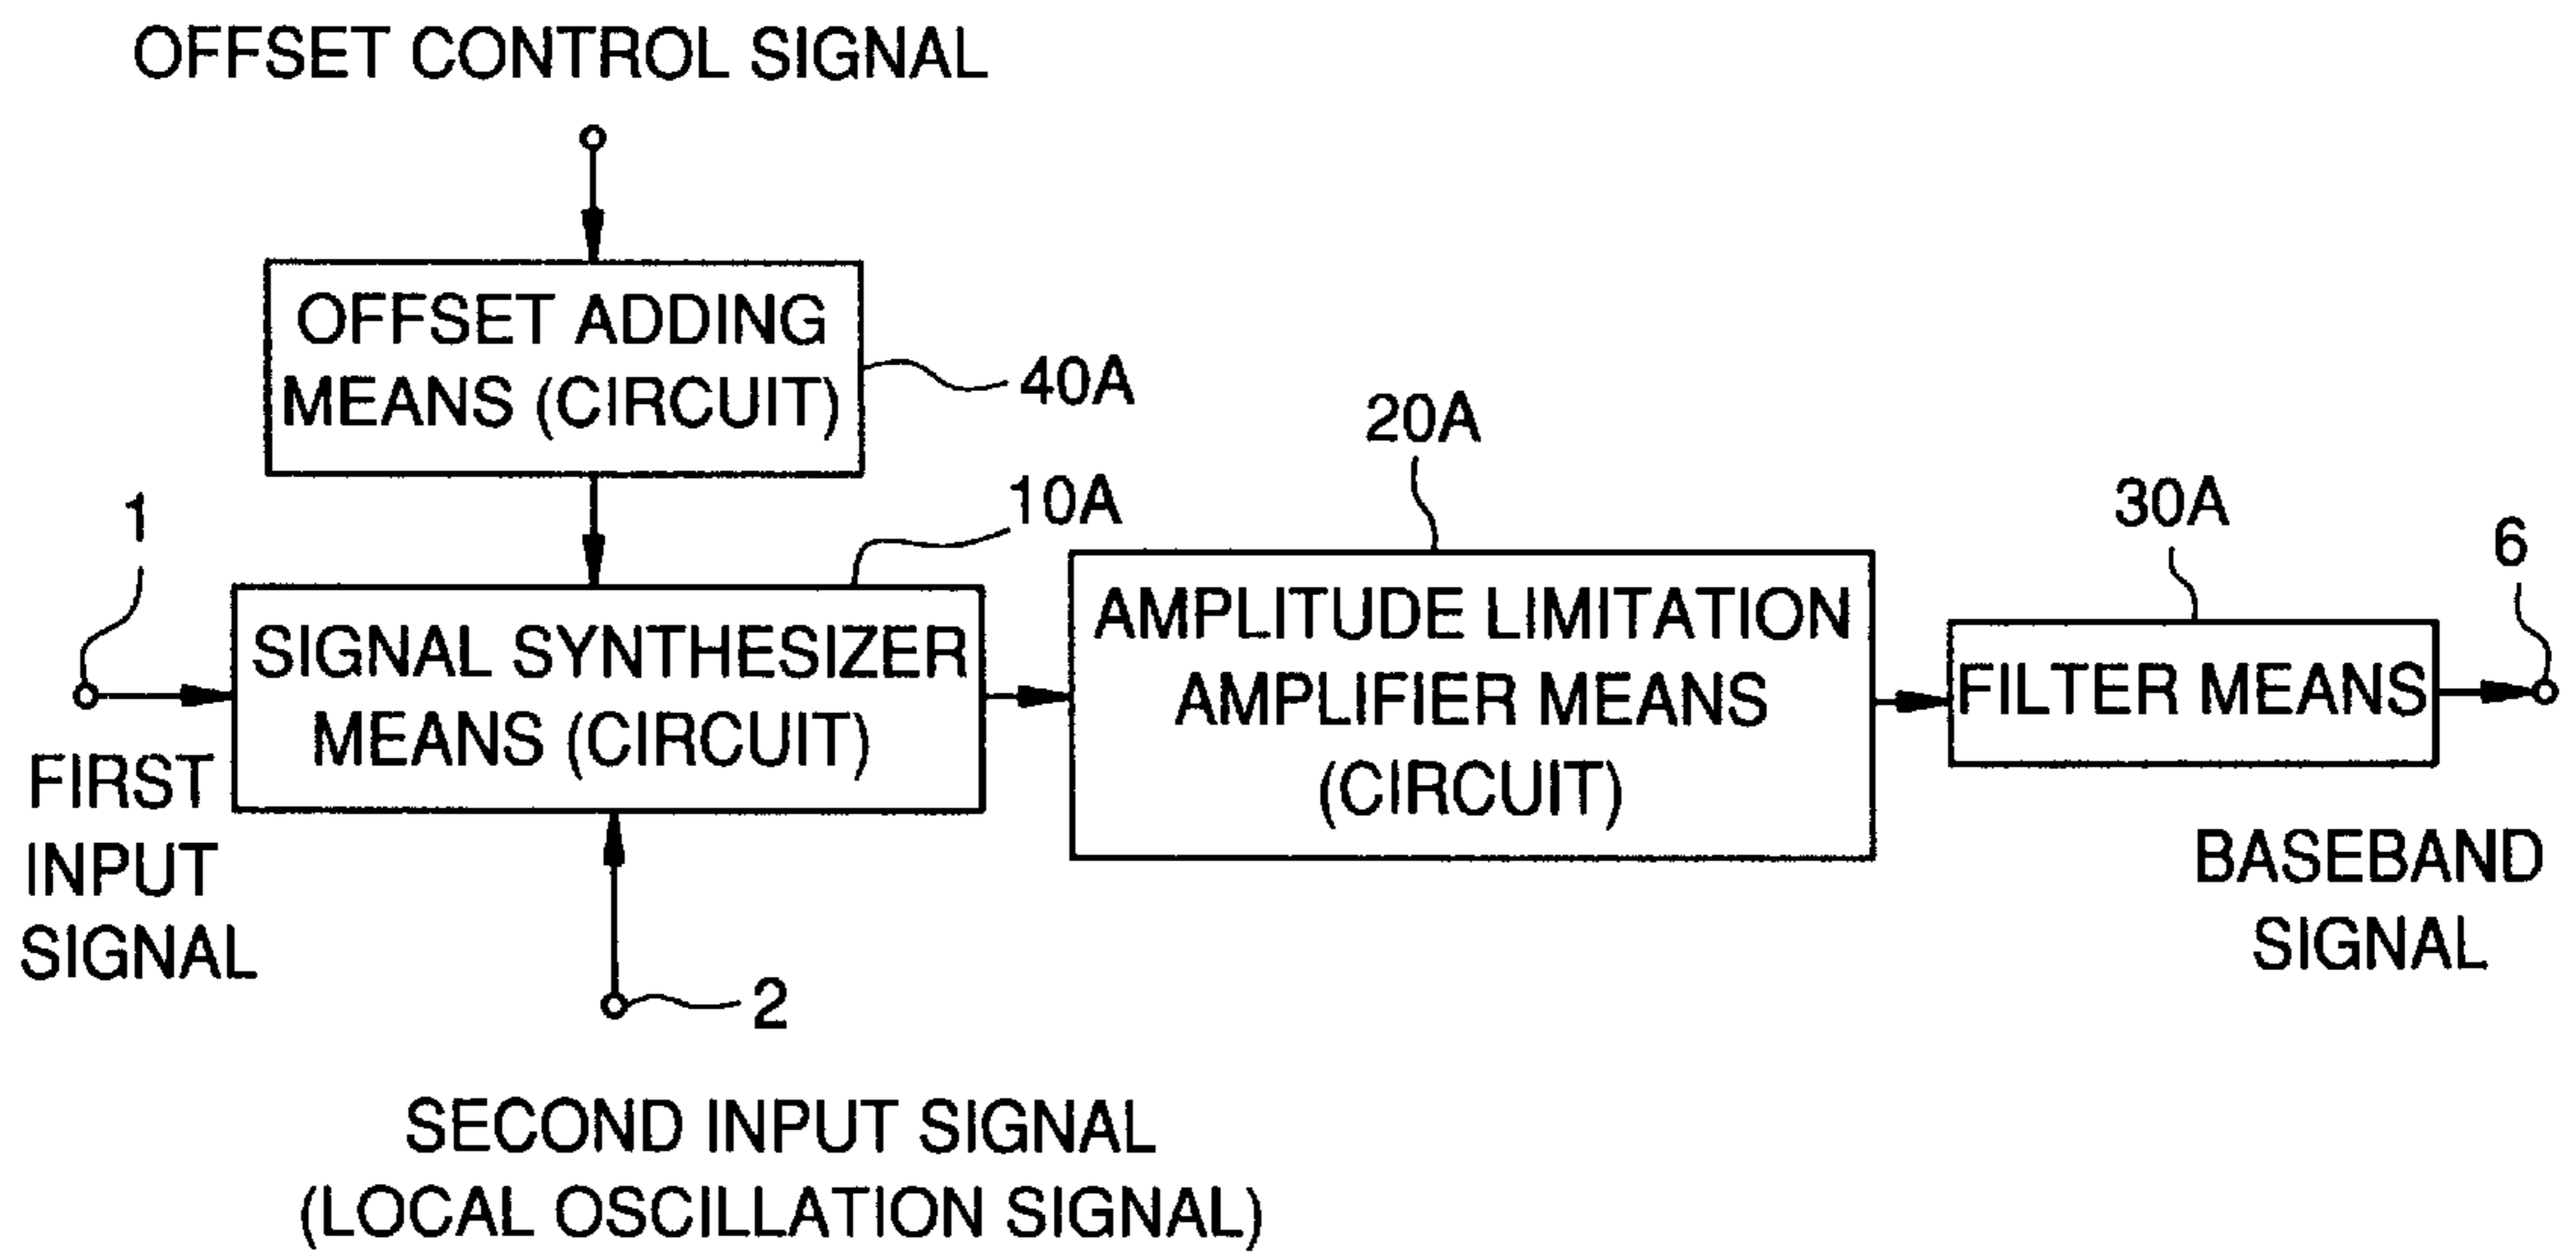 OFFSET CONTROL SIGNAL
OFFSET ADDING
MEANS (CIRCUIT)
40A
1
10A
SIGNAL SYNTHESIZER
MEANS (CIRCUIT)
FIRST
INPUT
SIGNAL
2
SECOND INPUT SIGNAL
(LOCAL OSCILLATION SIGNAL)
20A
AMPLITUDE LIMITATION
AMPLIFIER MEANS
(CIRCUIT)
30A
FILTER MEANS
6
BASEBAND
SIGNAL